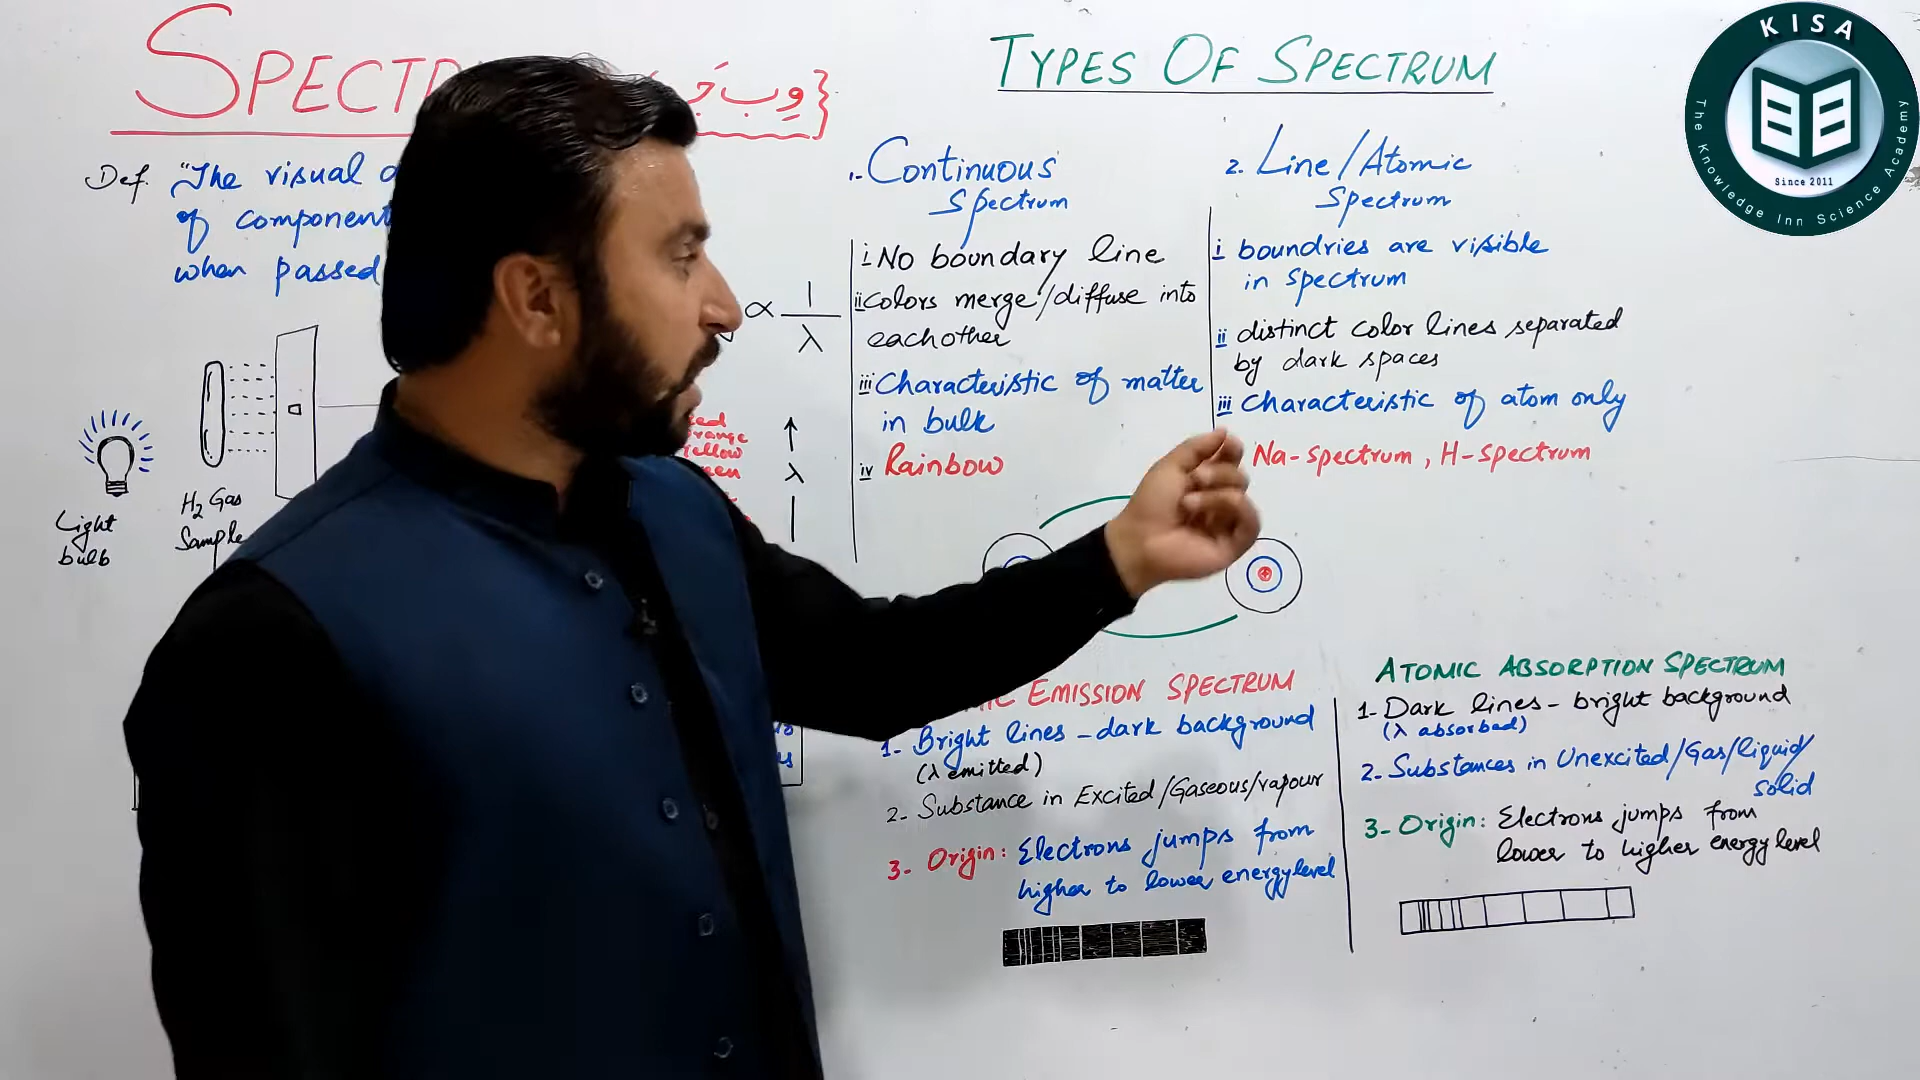 SPECTR
وِب جَ}
Def. "The visual
of component
when passed
∝ 1
λ
Light
bulb
H2 Gas
Sample
λ
TYPES OF SPECTRUM
1- Continuous
Spectrum
i No boundary line
ii colors merge/diffuse into
eachother
iii Characteristic of matter
in bulk
iv Rainbow
2. Line/Atomic
Spectrum
i boundries are visible
in spectrum
ii distinct color lines separated
by dark spaces
iii characteristic of atom only
Na-spectrum, H-spectrum
+
EMISSION SPECTRUM
1- Bright lines - dark background
(λ emitted)
2- Substance in Excited/Gaseous/vapour
3- Origin: Electrons jumps from
higher to lower energy level
ATOMIC ABSORPTION SPECTRUM
1- Dark lines - bright background
(λ absorbed)
2- Substances in Unexcited/Gas/liquid/
solid
3- Origin: Electrons jumps from
lower to higher energy level
KISA
The Knowledge Inn Science Academy
Since 2011